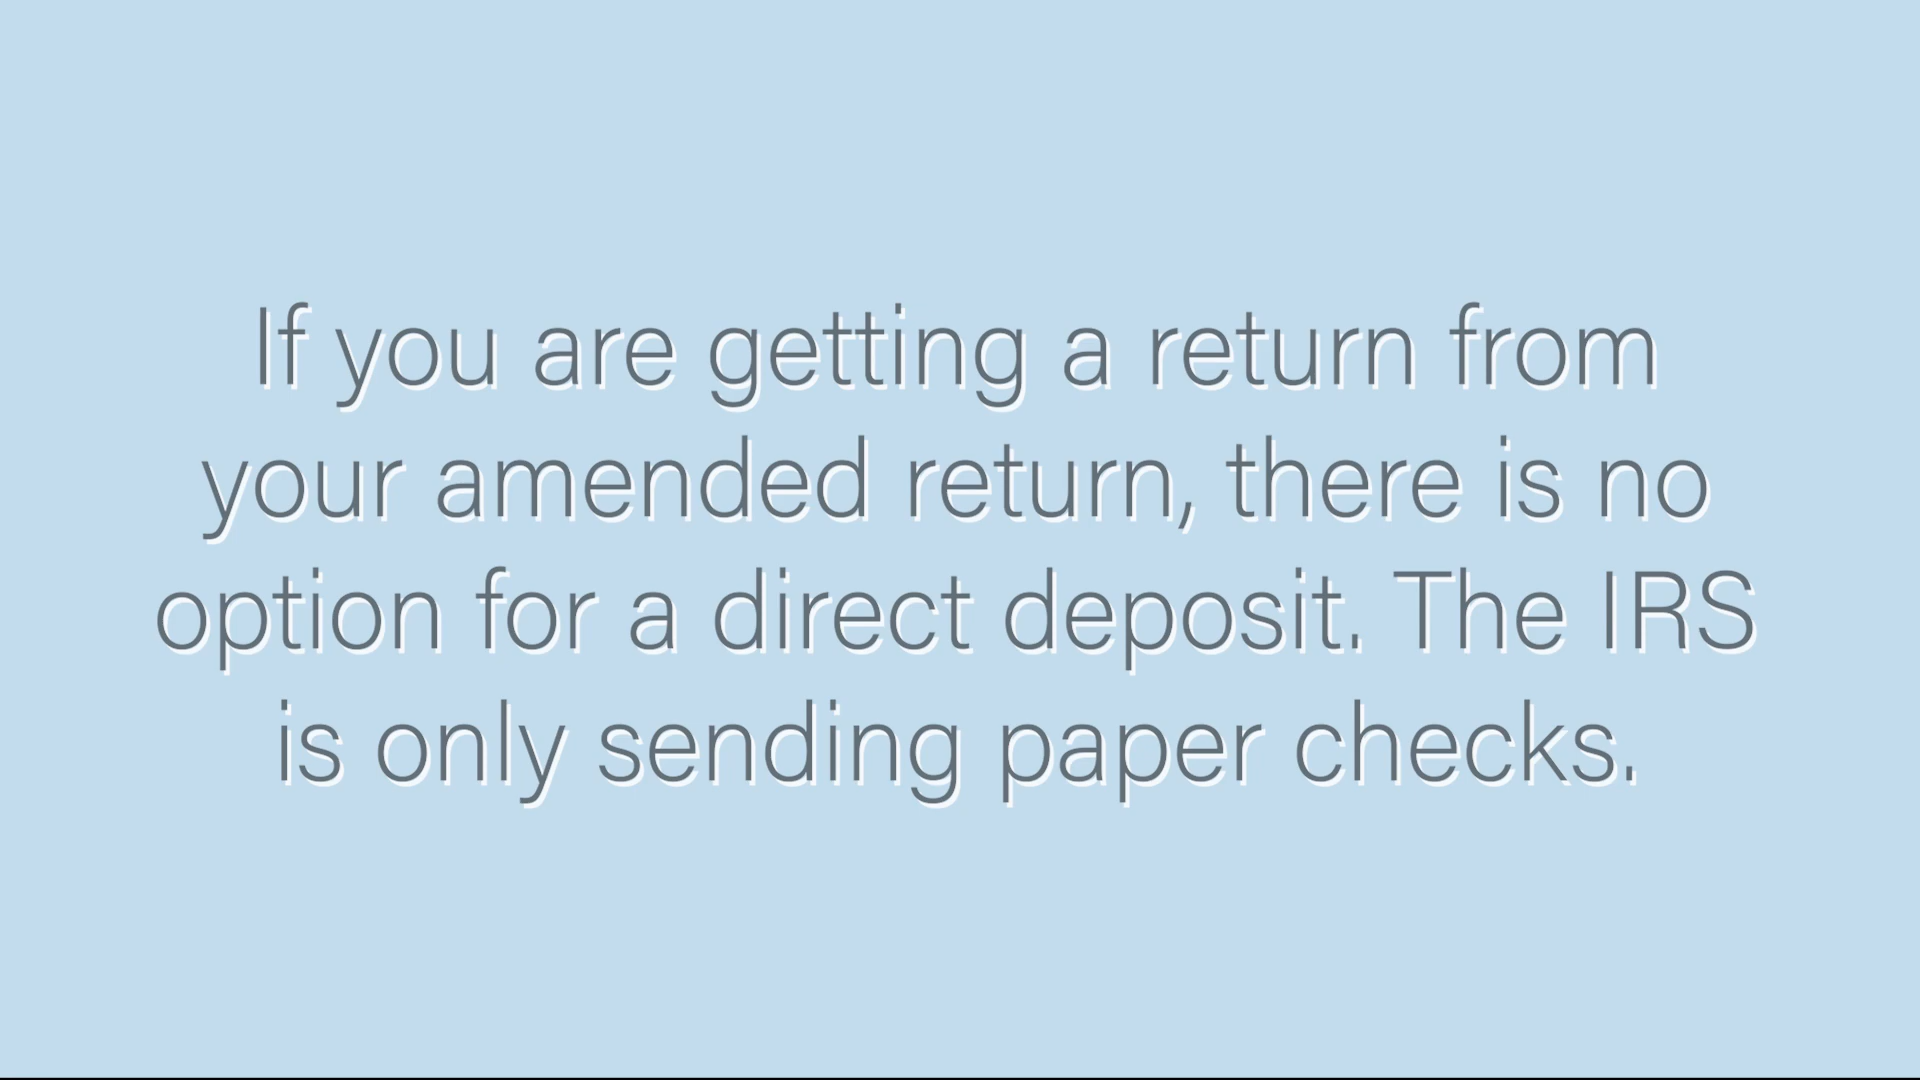 If you are getting a return from
your amended return, there is no
option for a direct deposit. The IRS
is only sending paper checks.